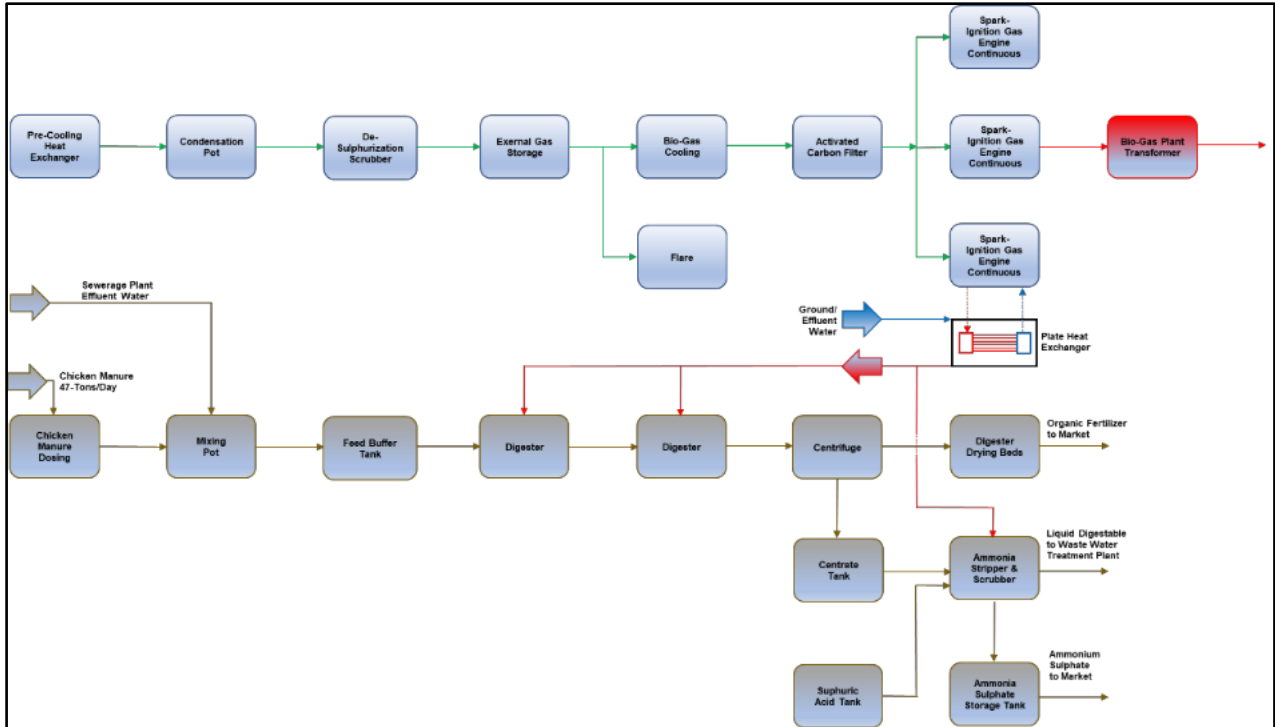 Spark-
Ignition Gas
Engine
Continuous
Pre-Cooling
Heat
Exchanger
Condensation
Pot
De-
Sulphurization
Scrubber
Exernal Gas
Storage
Bio-Gas
Cooling
Activated
Carbon Filter
Spark-
Ignition Gas
Engine
Continuous
Bio-Gas Plant
Transformer
Flare
Spark-
Ignition Gas
Engine
Continuous
Sewerage Plant
Effluent Water
Ground/
Effluent
Water
Plate Heat
Exchanger
Chicken Manure
47-Tons/Day
Chicken
Manure
Dosing
Mixing
Pot
Feed Buffer
Tank
Digester
Digester
Centrifuge
Digester
Drying Beds
Organic Fertilizer
to Market
Centrate
Tank
Ammonia
Stripper &
Scrubber
Liquid Digestable
to Waste Water
Treatment Plant
Suphuric
Acid Tank
Ammonia
Sulphate
Storage Tank
Ammonium
Sulphate
to Market